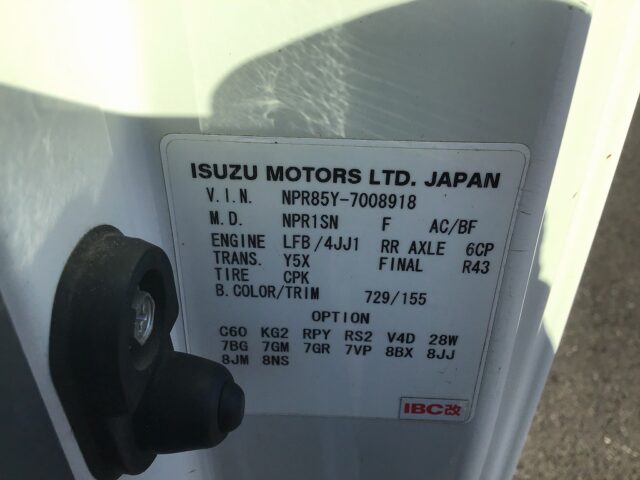 ISUZU MOTORS LTD. JAPAN
V.I.N. NPR85Y-7008918
M.D. NPR1SN F AC/BF
ENGINE LFB/4JJ1 RR AXLE 6CP
TRANS. Y5X FINAL R43
TIRE CPK
B.COLOR/TRIM 729/155
OPTION
C60 KG2 RPY RS2 V4D 28W
7BG 7GM 7GR 7VP 8BX 8JJ
8JM 8NS
IBC改